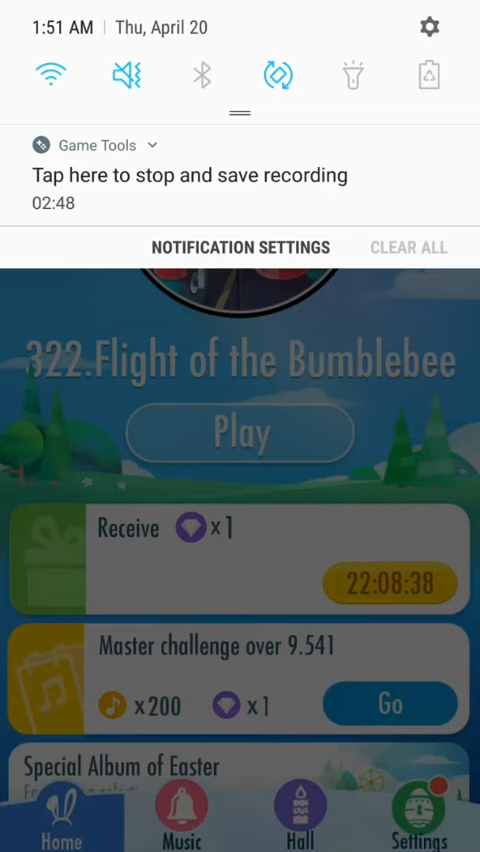 1:51 AM | Thu, April 20
Game Tools
Tap here to stop and save recording
02:48
NOTIFICATION SETTINGS CLEAR ALL
322.Flight of the Bumblebee
Play
Receive x1
22:08:38
Master challenge over 9.541
x200 x1 Go
Special Album of Easter
Home Music Hall Settings